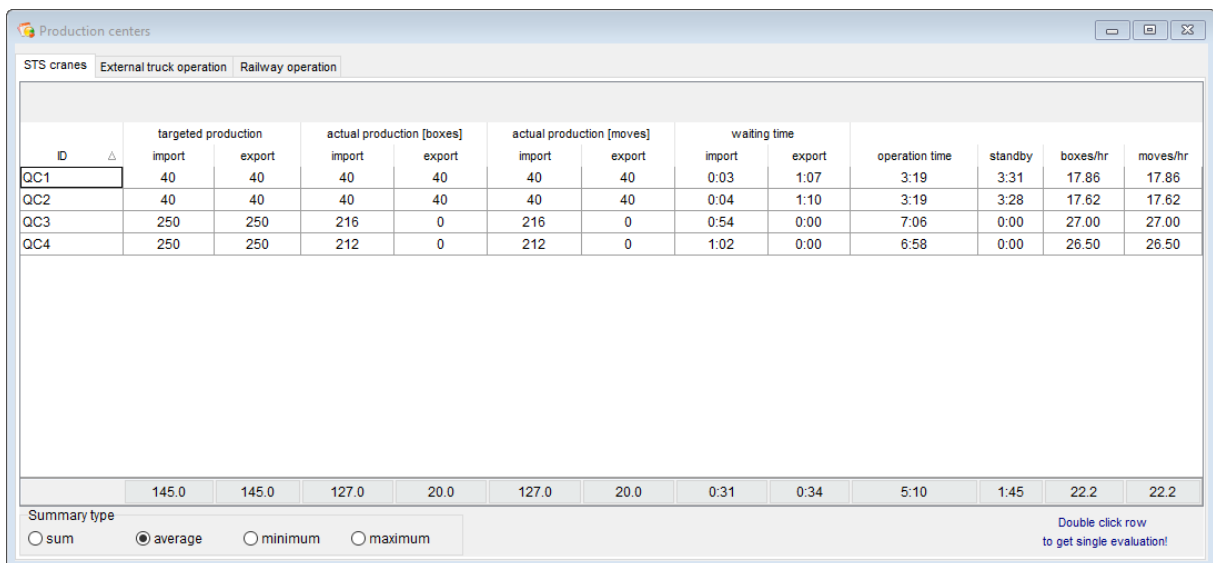 Production centers
STS cranes External truck operation Railway operation
targeted production actual production [boxes] actual production [moves] waiting time
ID import export import export import export import export operation time standby boxes/hr moves/hr
QC1 40 40 40 40 40 40 0:03 1:07 3:19 3:31 17.86 17.86
QC2 40 40 40 40 40 40 0:04 1:10 3:19 3:28 17.62 17.62
QC3 250 250 216 0 216 0 0:54 0:00 7:06 0:00 27.00 27.00
QC4 250 250 212 0 212 0 1:02 0:00 6:58 0:00 26.50 26.50
145.0 145.0 127.0 20.0 127.0 20.0 0:31 0:34 5:10 1:45 22.2 22.2
Summary type
sum average minimum maximum
Double click row
to get single evaluation!